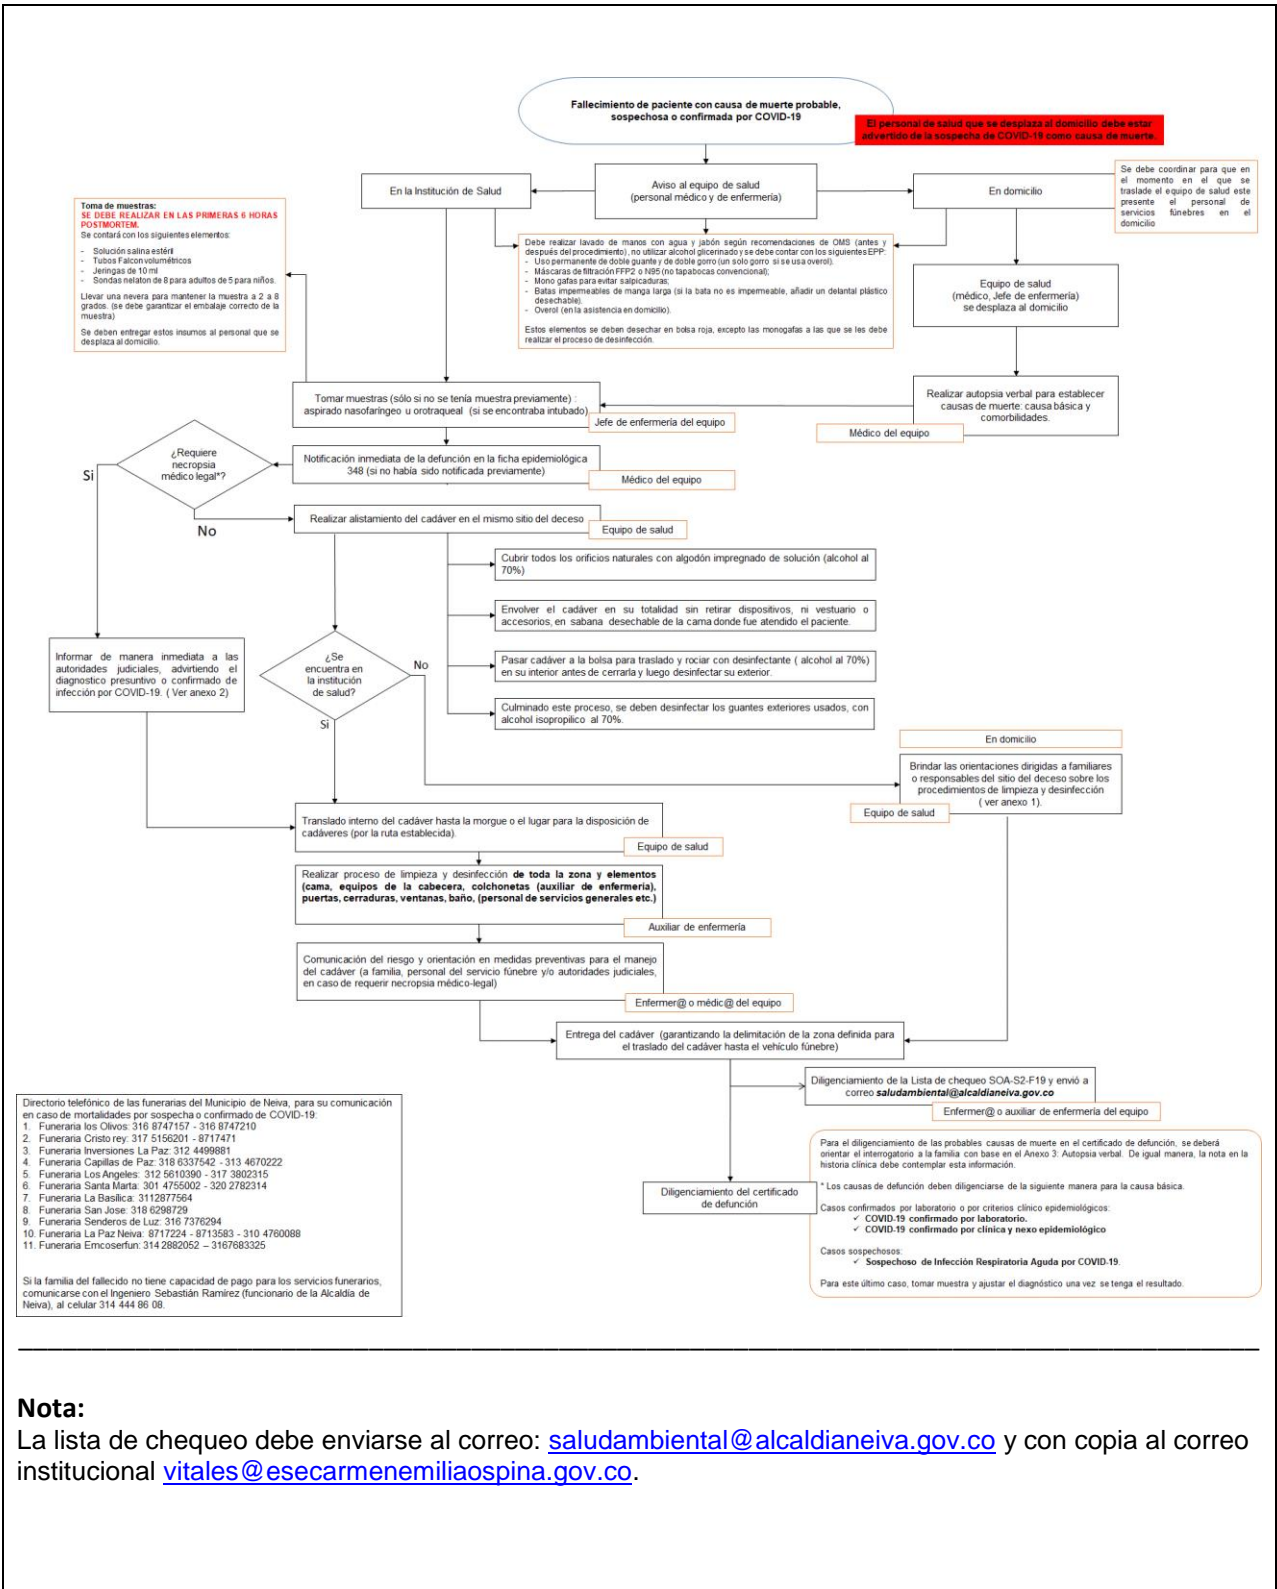 Fallecimiento de paciente con causa de muerte probable,
sospechosa o confirmada por COVID-19
El personal de salud que se desplaza al domicilio debe estar
advertido de la sospecha de COVID-19 como causa de muerte.
En la Institución de Salud
Aviso al equipo de salud
(personal médico y de enfermería)
En domicilio
Se debe coordinar para que en
el momento en el que se
traslade el equipo de salud este
presente el personal de
servicios fúnebres en el
domicilio
Toma de muestras:
SE DEBE REALIZAR EN LAS PRIMERAS 6 HORAS
POSTMORTEM.
Se contará con los siguientes elementos:
- Solución salina estéril
- Tubos Falcon volumétricos
- Jeringas de 10 ml
- Sondas nelaton de 8 para adultos de 5 para niños.
Llevar una nevera para mantener la muestra a 2 a 8
grados. (se debe garantizar el embalaje correcto de la
muestra)
Se deben entregar estos insumos al personal que se
desplaza al domicilio.
Debe realizar lavado de manos con agua y jabón según recomendaciones de OMS (antes y
después del procedimiento), no utilizar alcohol glicerinado y se debe contar con los siguientes EPP:
- Uso permanente de doble guante y de doble gorro (un solo gorro si se usa overol).
- Máscaras de filtración FFP2 o N95 (no tapabocas convencional);
- Mono gafas para evitar salpicaduras;
- Batas impermeables de manga larga (si la bata no es impermeable, añadir un delantal plástico
desechable).
- Overol (en la asistencia en domicilio).
Estos elementos se deben desechar en bolsa roja, excepto las monogafas a las que se les debe
realizar el proceso de desinfección.
Equipo de salud
(médico, Jefe de enfermería)
se desplaza al domicilio
Tomar muestras (sólo si no se tenía muestra previamente) :
aspirado nasofaríngeo u orotraqueal (si se encontraba intubado)
Jefe de enfermería del equipo
Realizar autopsia verbal para establecer
causas de muerte: causa básica y
comorbilidades.
Médico del equipo
¿Requiere
necropsia
médico legal*?
Si
No
Notificación inmediata de la defunción en la ficha epidemiológica
348 (si no había sido notificada previamente)
Médico del equipo
Realizar alistamiento del cadáver en el mismo sitio del deceso
Equipo de salud
Cubrir todos los orificios naturales con algodón impregnado de solución (alcohol al
70%)
Envolver el cadáver en su totalidad sin retirar dispositivos, ni vestuario o
accesorios, en sabana desechable de la cama donde fue atendido el paciente.
Pasar cadáver a la bolsa para traslado y rociar con desinfectante ( alcohol al 70%)
en su interior antes de cerrarla y luego desinfectar su exterior.
Culminado este proceso, se deben desinfectar los guantes exteriores usados, con
alcohol isopropilico al 70%.
Informar de manera inmediata a las
autoridades judiciales, advirtiendo el
diagnostico presuntivo o confirmado de
infección por COVID-19. ( Ver anexo 2)
¿Se
encuentra en
la institución
de salud?
No
Si
En domicilio
Brindar las orientaciones dirigidas a familiares
o responsables del sitio del deceso sobre los
procedimientos de limpieza y desinfección
( ver anexo 1).
Equipo de salud
Translado interno del cadáver hasta la morgue o el lugar para la disposición de
cadáveres (por la ruta establecida).
Equipo de salud
Realizar proceso de limpieza y desinfección de toda la zona y elementos
(cama, equipos de la cabecera, colchonetas (auxiliar de enfermería),
puertas, cerraduras, ventanas, baño, (personal de servicios generales etc.)
Auxiliar de enfermería
Comunicación del riesgo y orientación en medidas preventivas para el manejo
del cadáver (a familia, personal del servicio fúnebre y/o autoridades judiciales,
en caso de requerir necropsia médico-legal)
Enfermer@ o médic@ del equipo
Entrega del cadáver (garantizando la delimitación de la zona definida para
el traslado del cadáver hasta el vehículo fúnebre)
Diligenciamiento de la Lista de chequeo SOA-S2-F19 y envió a
correo saludambiental@alcaldianeiva.gov.co
Enfermer@ o auxiliar de enfermería del equipo
Diligenciamiento del certificado
de defunción
Para el diligenciamiento de las probables causas de muerte en el certificado de defunción, se deberá
orientar el interrogatorio a la familia con base en el Anexo 3: Autopsia verbal. De igual manera, la nota en la
historia clínica debe contemplar esta información.
* Los causas de defunción deben diligenciarse de la siguiente manera para la causa básica.
Casos confirmados por laboratorio o por criterios clínico epidemiológicos:
✓ COVID-19 confirmado por laboratorio.
✓ COVID-19 confirmado por clínica y nexo epidemiológico
Casos sospechosos:
✓ Sospechoso de Infección Respiratoria Aguda por COVID-19.
Para este último caso, tomar muestra y ajustar el diagnóstico una vez se tenga el resultado.
Directorio telefónico de las funerarias del Municipio de Neiva, para su comunicación
en caso de mortalidades por sospecha o confirmado de COVID-19:
1. Funeraria los Olivos: 316 8747157 - 316 8747210
2. Funeraria Cristo rey: 317 5156201 - 8717471
3. Funeraria Inversiones La Paz: 312 4499881
4. Funeraria Capillas de Paz: 318 6337542 - 313 4670222
5. Funeraria Los Angeles: 312 5610390 - 317 3802315
6. Funeraria Santa Marta: 301 4755002 - 320 2782314
7. Funeraria La Basílica: 3112877564
8. Funeraria San Jose: 318 6298729
9. Funeraria Senderos de Luz: 316 7376294
10. Funeraria La Paz Neiva: 8717224 - 8713583 - 310 4760088
11. Funeraria Emcoserfun: 314 2882052 – 3167683325
Si la familia del fallecido no tiene capacidad de pago para los servicios funerarios,
comunicarse con el Ingeniero Sebastián Ramírez (funcionario de la Alcaldía de
Neiva), al celular 314 444 86 08.
Nota:
La lista de chequeo debe enviarse al correo: saludambiental@alcaldianeiva.gov.co y con copia al correo
institucional vitales@esecarmenemiliaospina.gov.co.